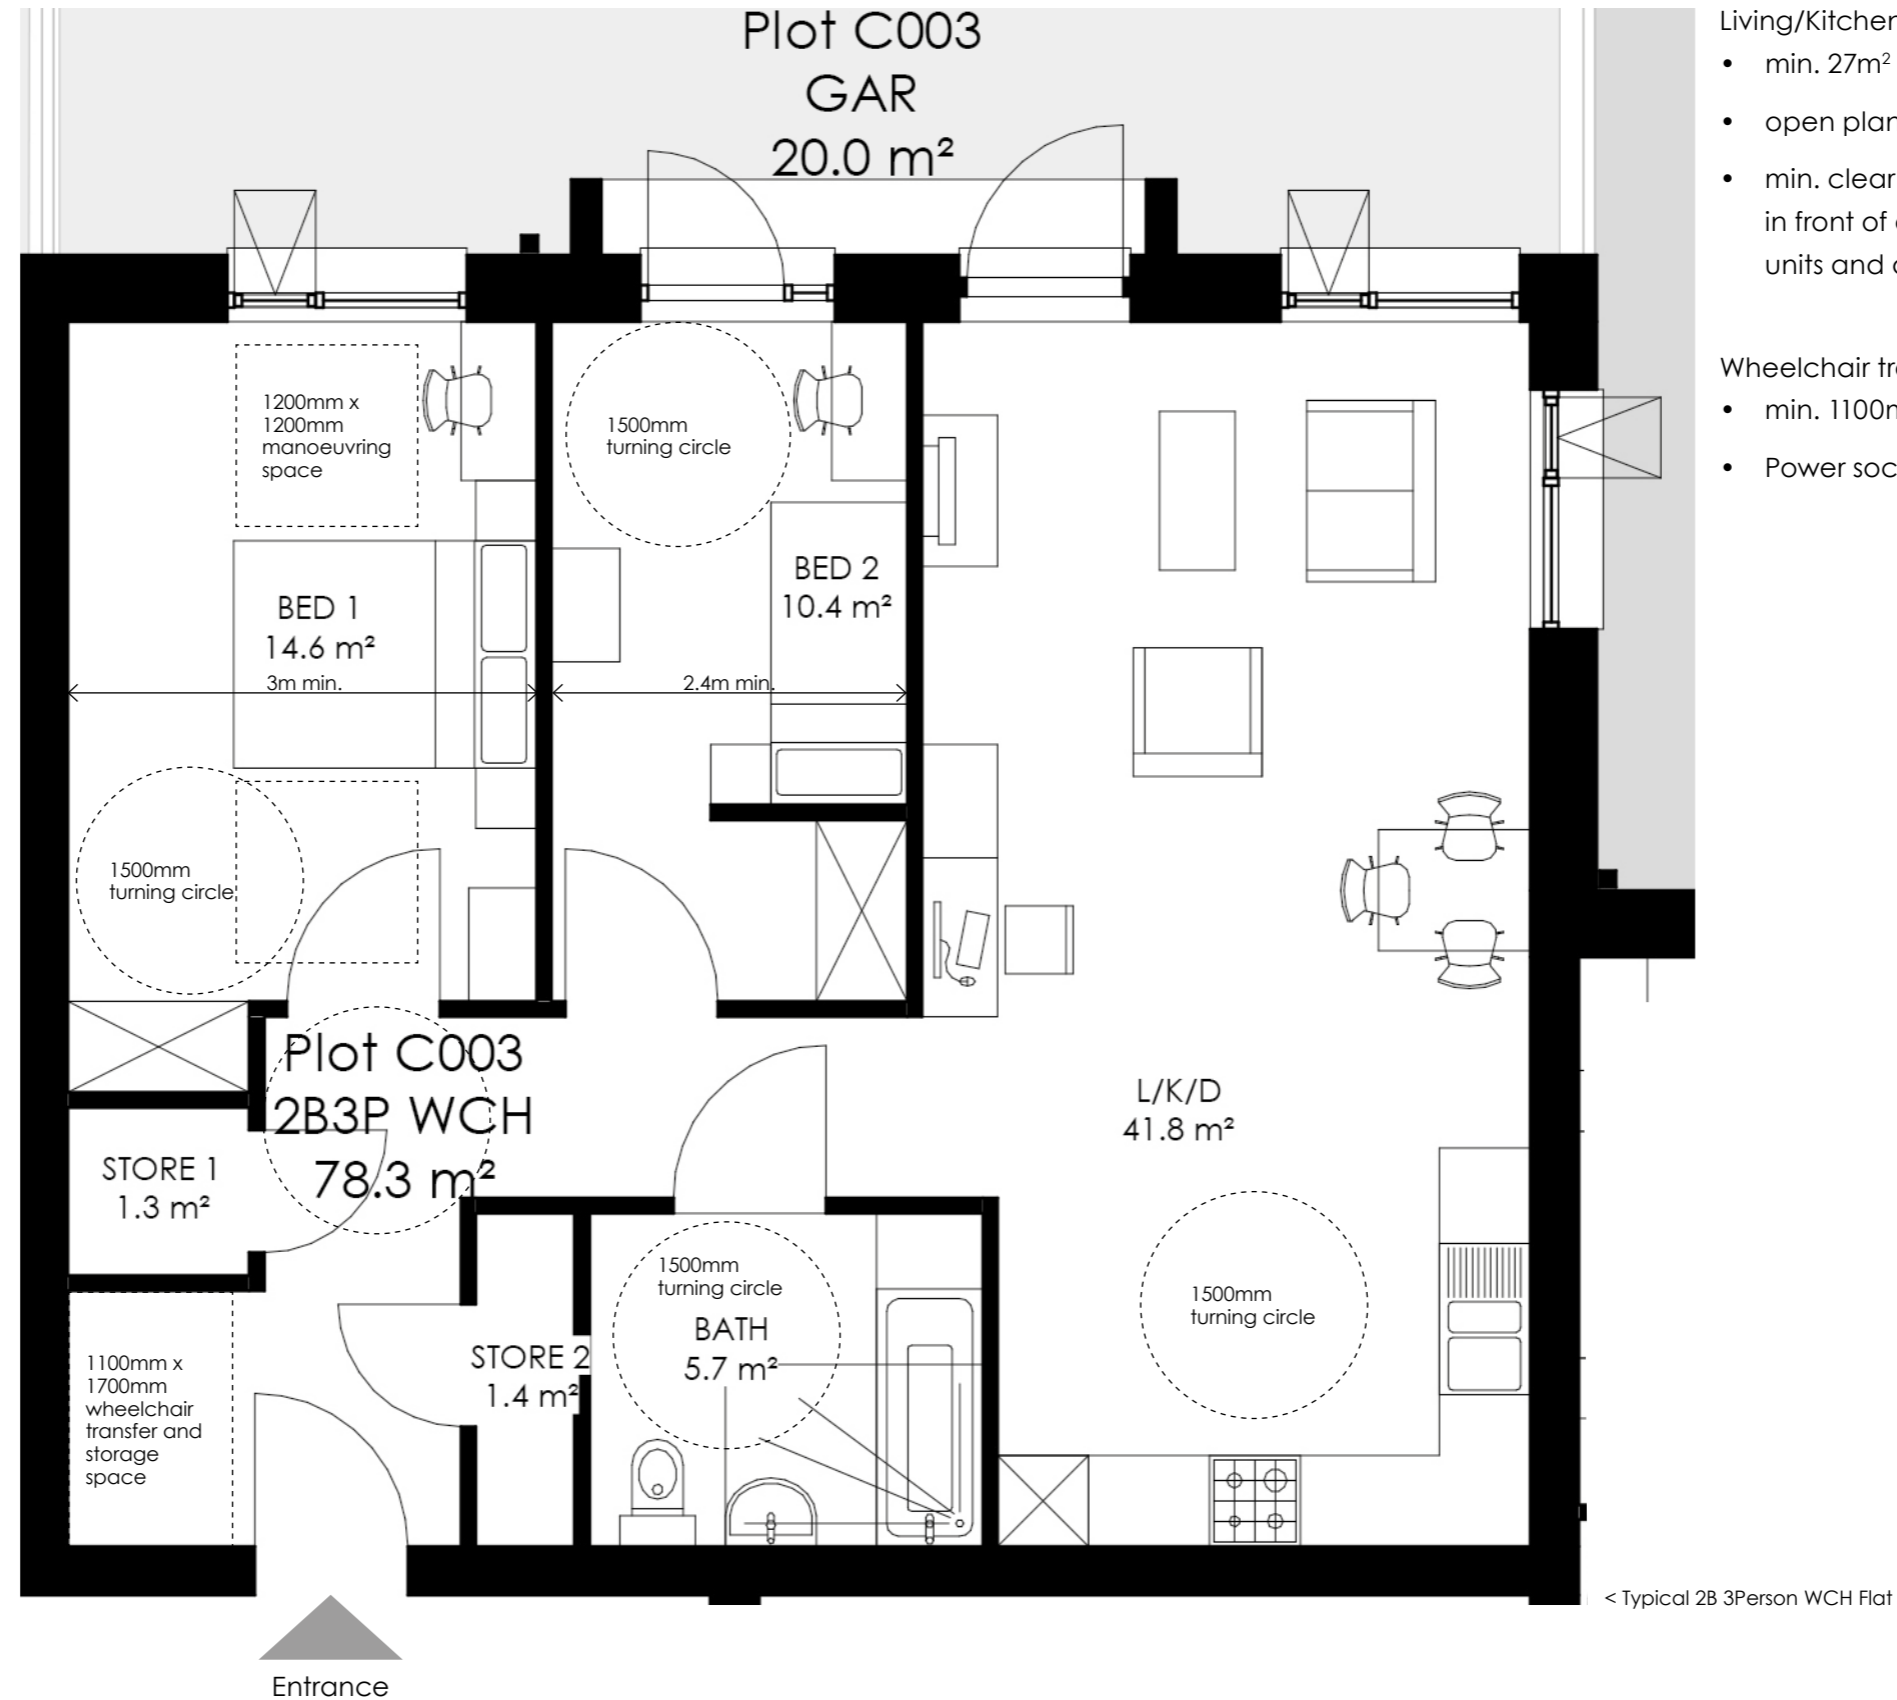 Plot C003
GAR
20.0 m²
Living/Kitchen
• min. 27m²
• open plan
• min. clear
in front of
units and
Wheelchair
• min.
• Power
1200mm x
1200mm
manoeuvring
space
1500mm
turning circle
BED 1
14.6 m²
3m min.
BED 2
10.4 m²
2.4m min.
1500mm
turning circle
Plot C003
2B3P WCH
78.3 m²
STORE 1
1.3 m²
L/K/D
41.8 m²
1500mm
turning circle
BATH
5.7 m²
1500mm
turning circle
STORE 2
1.4 m²
1100mm x
1700mm
wheelchair
transfer and
storage
space
< Typical 2B 3Person WCH Flat
Entrance